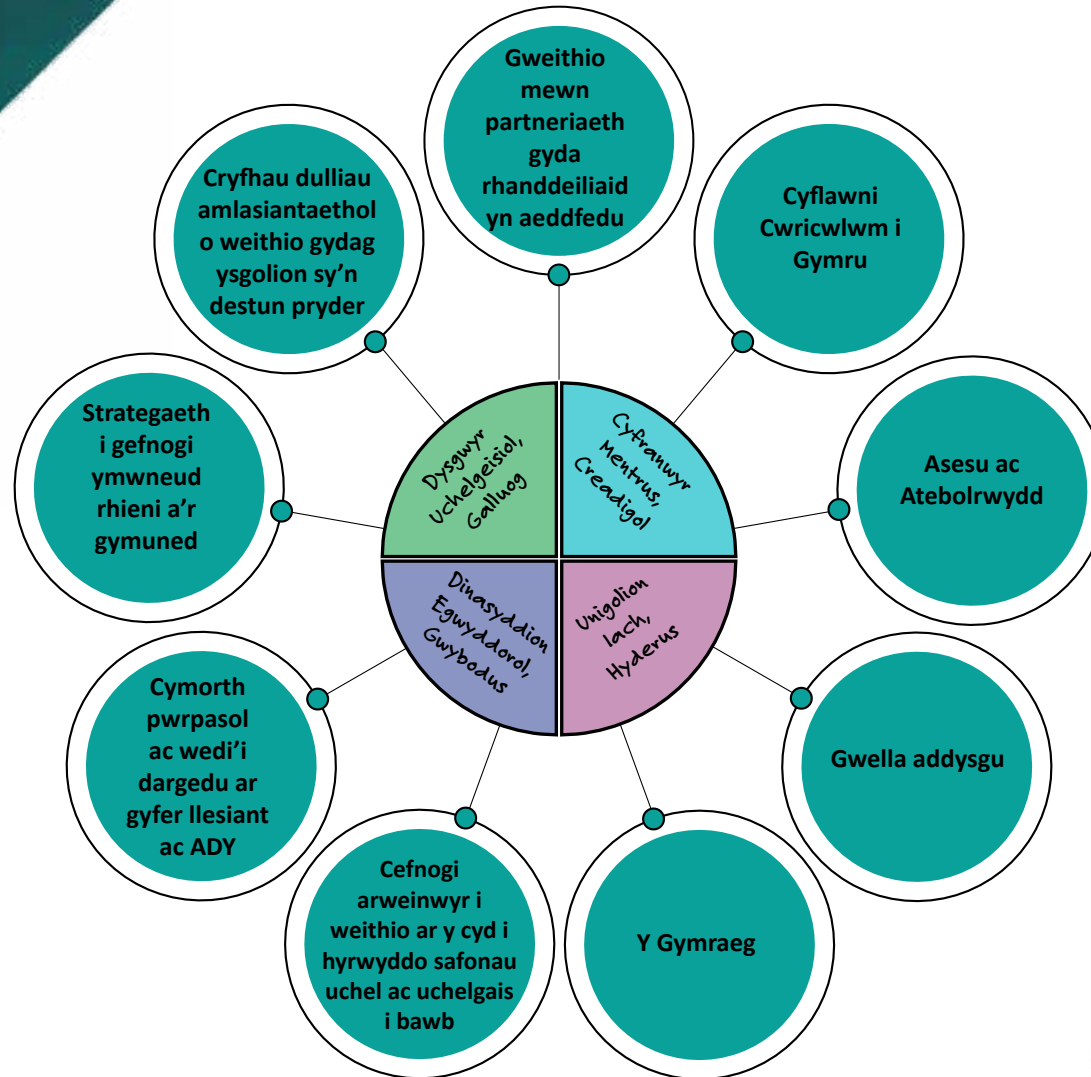 Gweithio
mewn
partneriaeth
gyda
rhanddeiliaid
yn aeddfedu
Cyflawni
Cwricwlwm i
Gymru
Asesu ac
Atebolrwydd
Gwella addysgu
Y Gymraeg
Cefnogi
arweinwyr i
weithio ar y cyd i
hyrwyddo safonau
uchel ac uchelgais
i bawb
Cymorth
pwrpasol
ac wedi’i
dargedu ar
gyfer llesiant
ac ADY
Strategaeth
i gefnogi
ymwneud
rhieni a’r
gymuned
Cryfhau dulliau
amlasiantaethol
o weithio gydag
ysgolion sy’n
destun pryder
Dysgwyr
Uchelgeisiol,
Galluog
Cyfranwyr
Mentrus,
Creadigol
Dinasyddion
Egwyddorol,
Gwybodus
Unigolion
Iach,
Hyderus